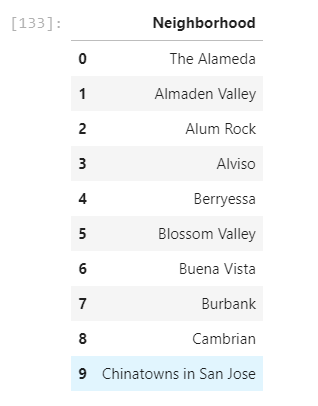 [133]:
Neighborhood
0 The Alameda
1 Almaden Valley
2 Alum Rock
3 Alviso
4 Berryessa
5 Blossom Valley
6 Buena Vista
7 Burbank
8 Cambrian
9 Chinatowns in San Jose